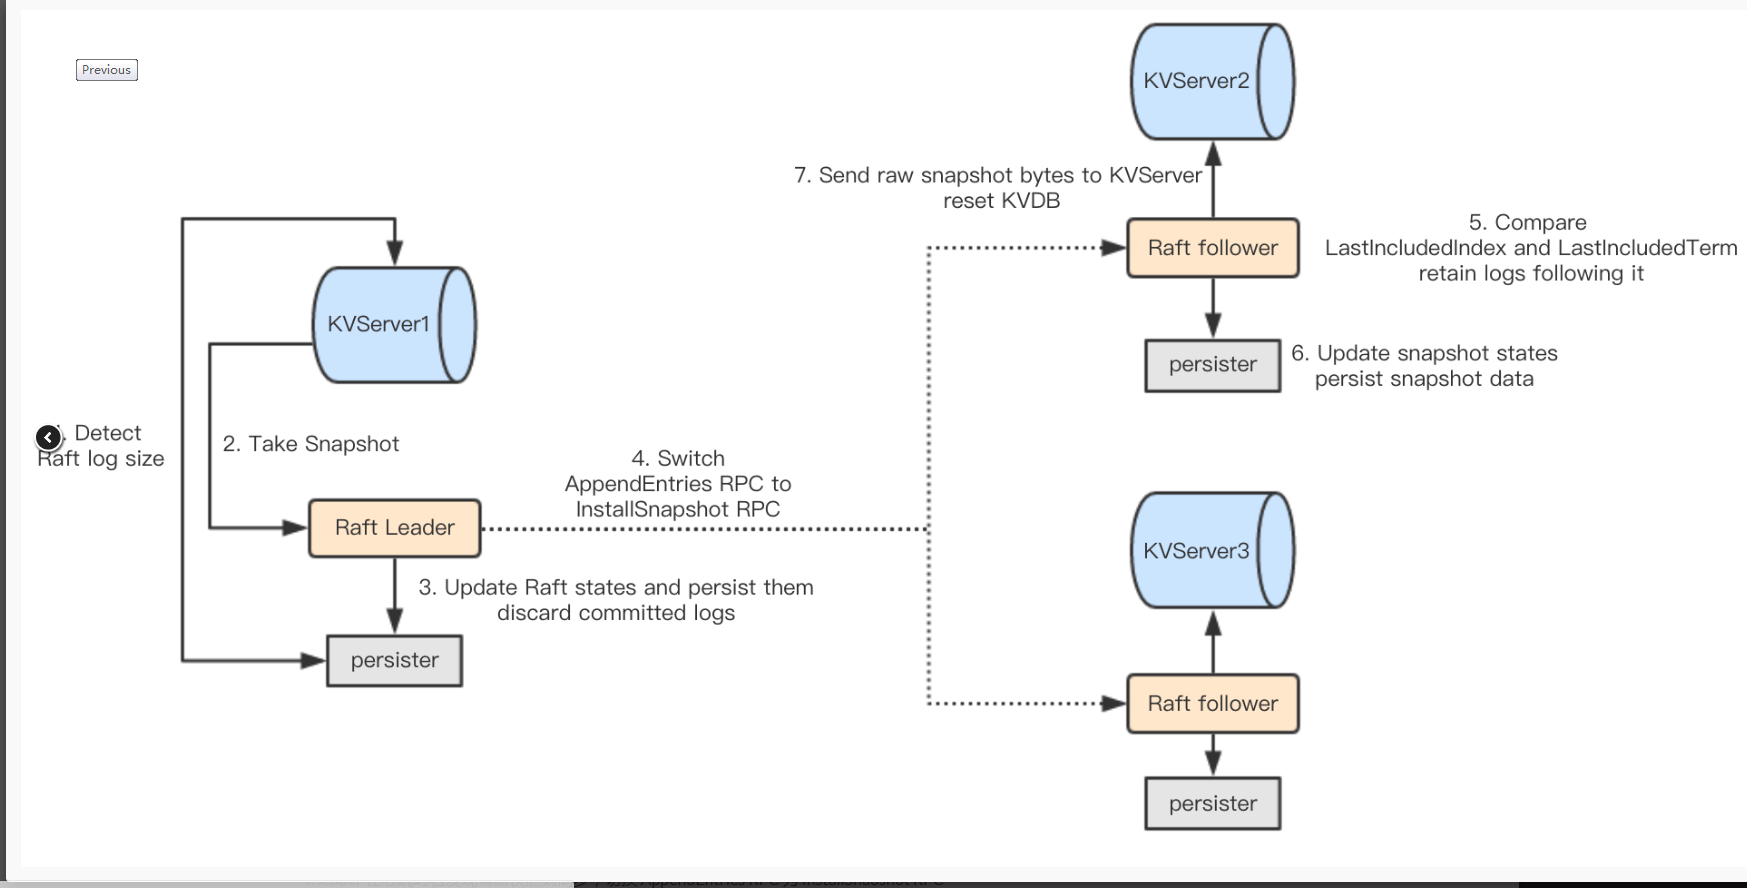 Previous
KVServer2
7. Send raw snapshot bytes to KVServer
reset KVDB
Raft follower
5. Compare
LastIncludedIndex and LastIncludedTerm
retain logs following it
KVServer1
persister
6. Update snapshot states
persist snapshot data
. Detect
Raft log size
2. Take Snapshot
4. Switch
AppendEntries RPC to
InstallSnapshot RPC
Raft Leader
KVServer3
3. Update Raft states and persist them
discard committed logs
persister
Raft follower
persister